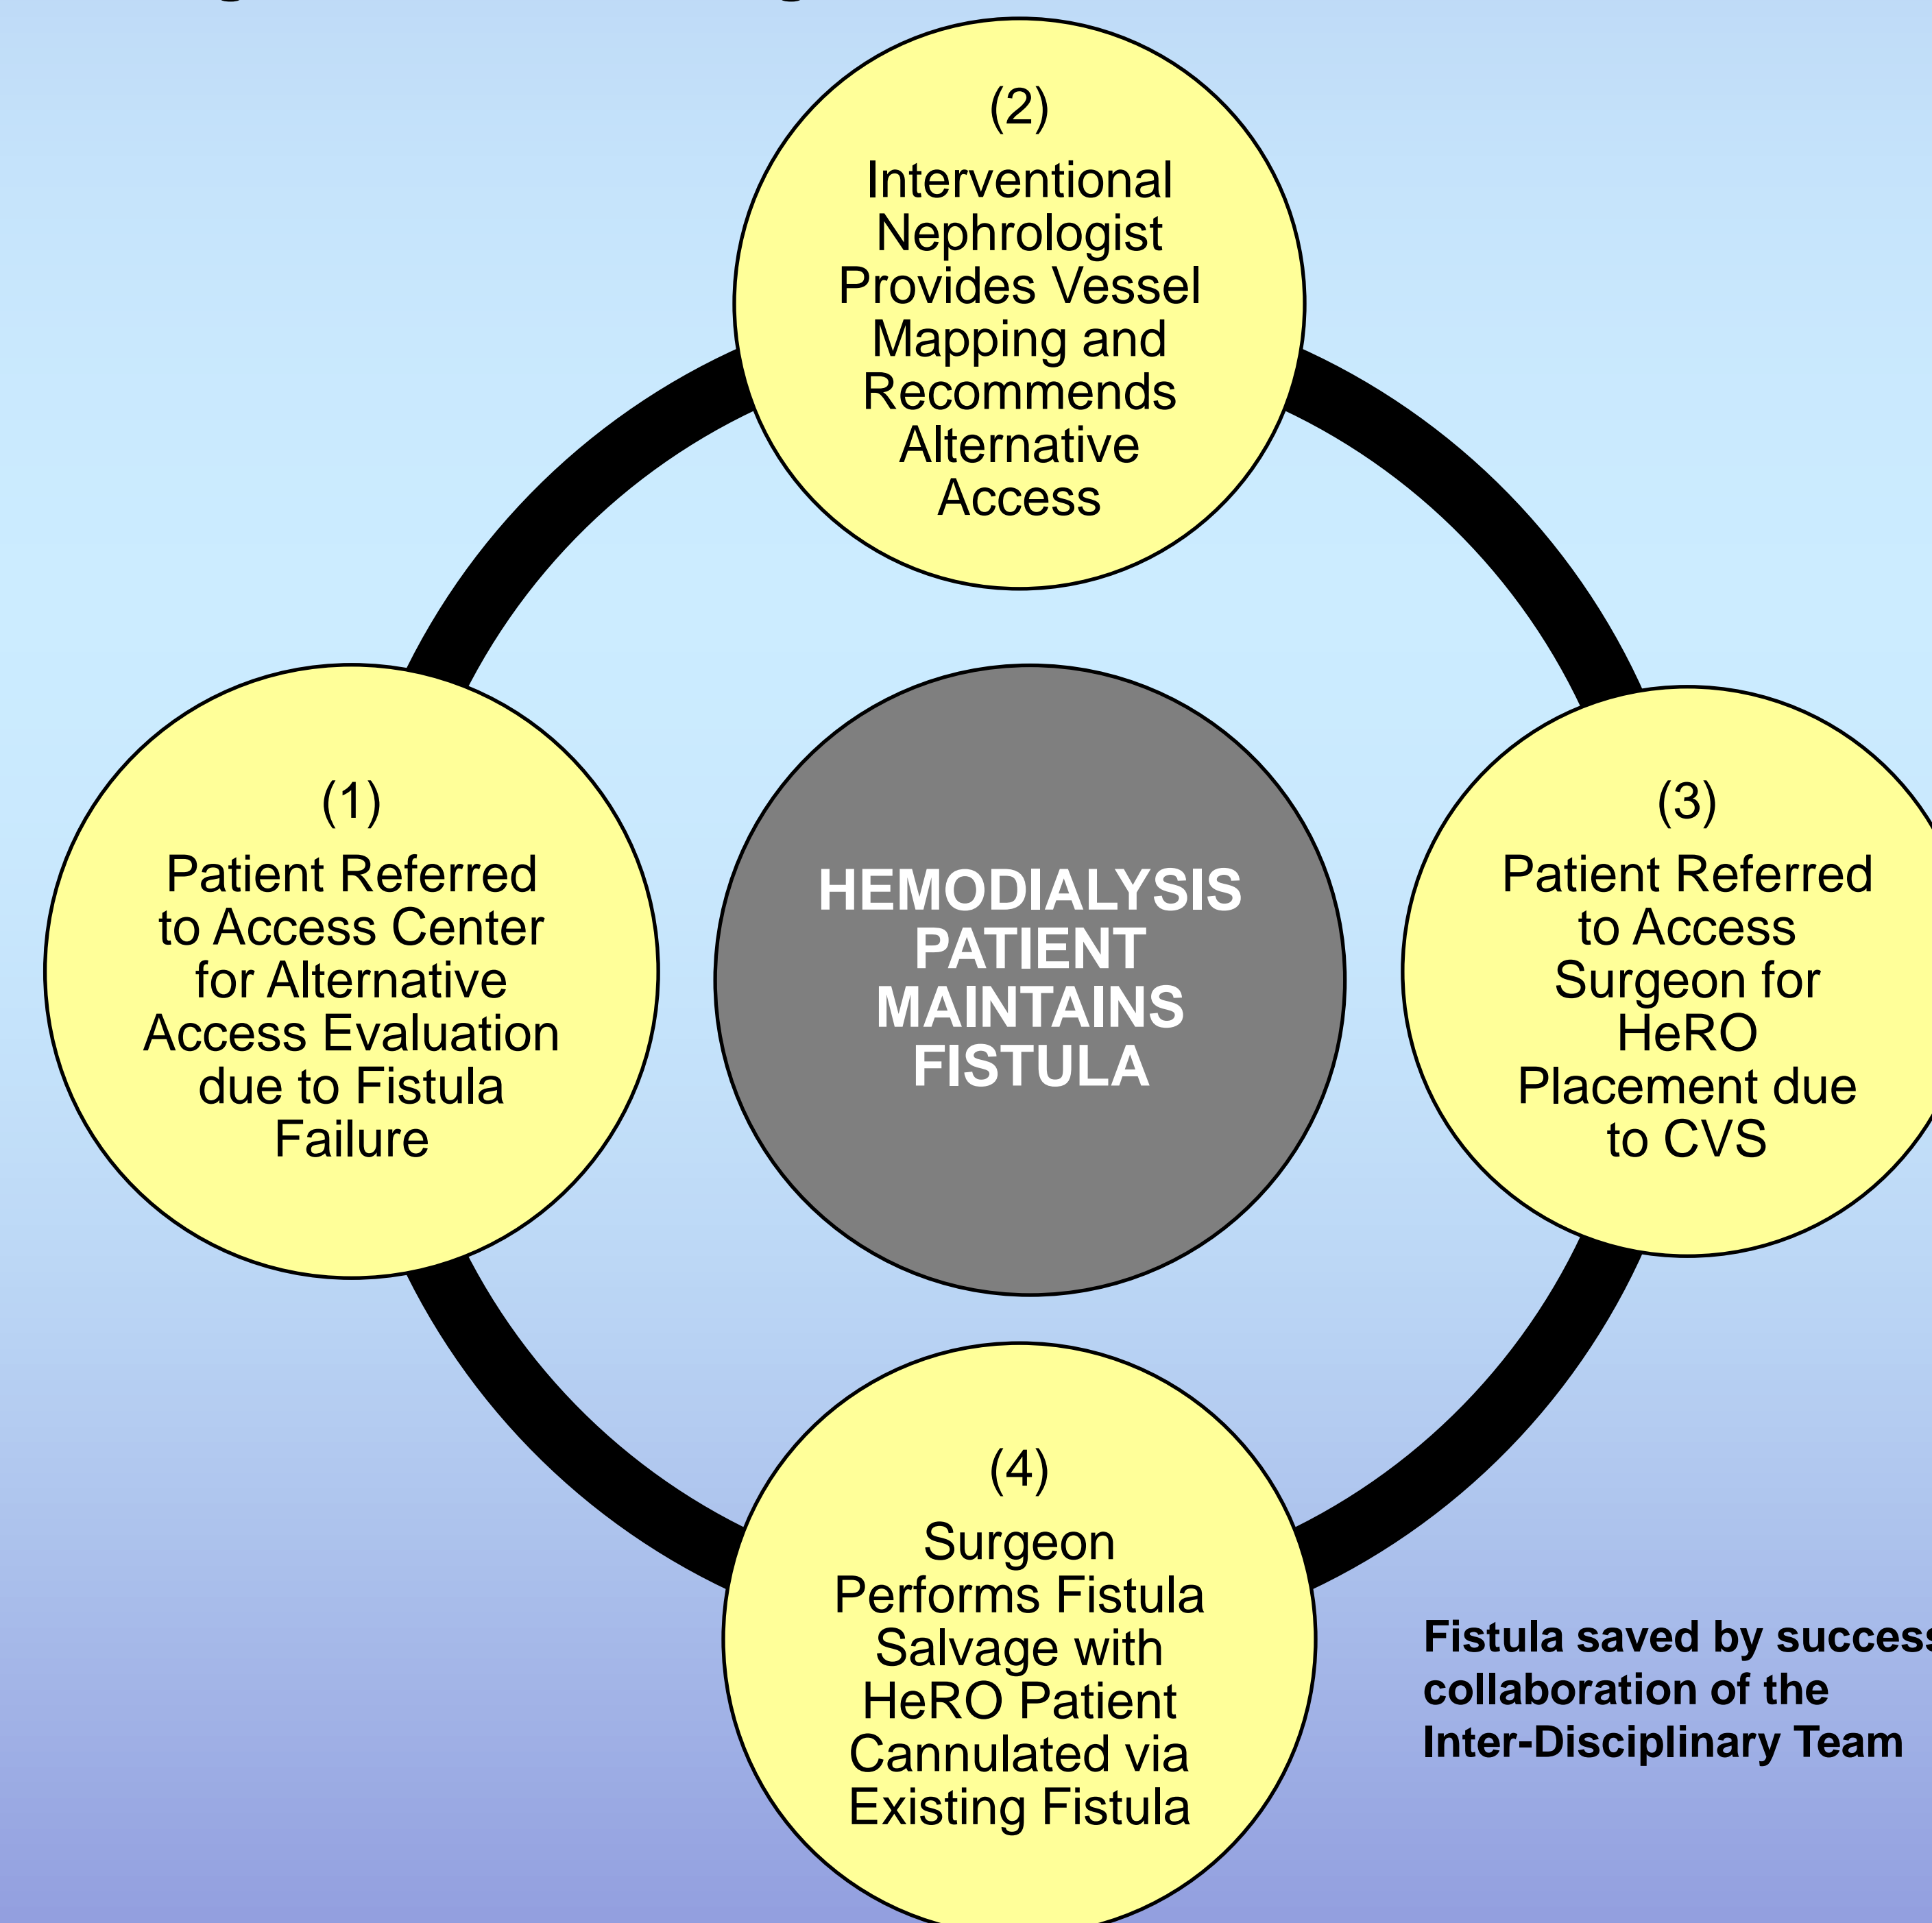 (2)
Interventional
Nephrologist
Provides Vessel
Mapping and
Recommends
Alternative
Access
(1)
Patient Referred
to Access Center
for Alternative
Access Evaluation
due to Fistula
Failure
HEMODIALYSIS
PATIENT
MAINTAINS
FISTULA
(3)
Patient Referred
to Access
Surgeon for
HeRO
Placement due
to CVS
(4)
Surgeon
Performs Fistula
Salvage with
HeRO Patient
Cannulated via
Existing Fistula
Fistula saved by
collaboration of the
Inter-Disciplinary Team